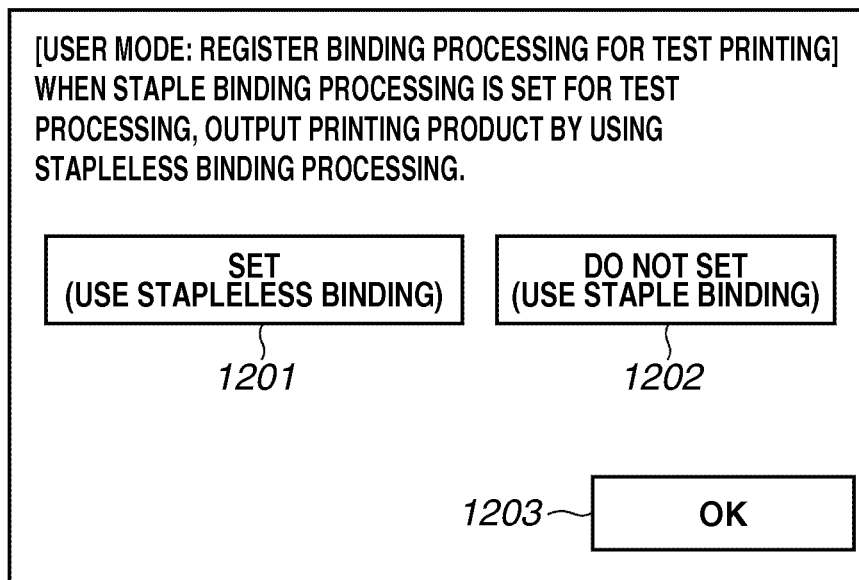 [USER MODE: REGISTER BINDING PROCESSING FOR TEST PRINTING]
WHEN STAPLE BINDING PROCESSING IS SET FOR TEST
PROCESSING, OUTPUT PRINTING PRODUCT BY USING
STAPLELESS BINDING PROCESSING.
SET
(USE STAPLELESS BINDING)
DO NOT SET
(USE STAPLE BINDING)
1201
1202
1203
OK